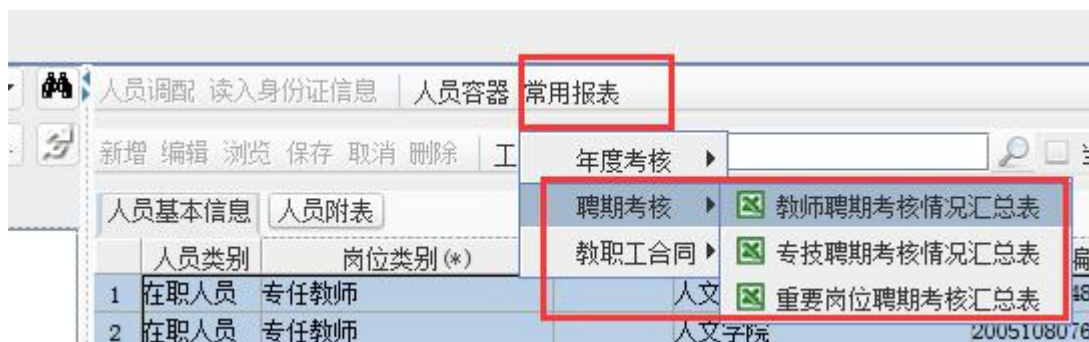 人员调配 读入身份证信息 人员容器 常用报表
新增 编辑 浏览 保存 取消 删除 工
年度考核
人员基本信息 人员附表 聘期考核 教师聘期考核情况汇总表
人员类别 岗位类别(*) 教职工合同 专技聘期考核情况汇总表
1 在职人员 专任教师 人文 重要岗位聘期考核汇总表 48
2 在职人员 专任教师 人文学院 2005108076